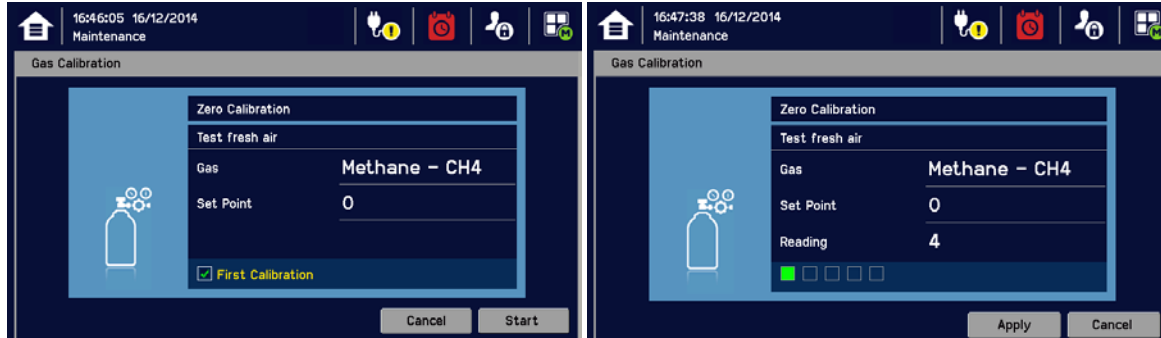 16:46:05 16/12/2014
Maintenance
Gas Calibration
Zero Calibration
Test fresh air
Gas Methane - CH4
Set Point 0
First Calibration
Cancel Start
16:47:38 16/12/2014
Maintenance
M
Gas Calibration
Zero Calibration
Test fresh air
Gas Methane - CH4
Set Point 0
Reading 4
Apply Cancel